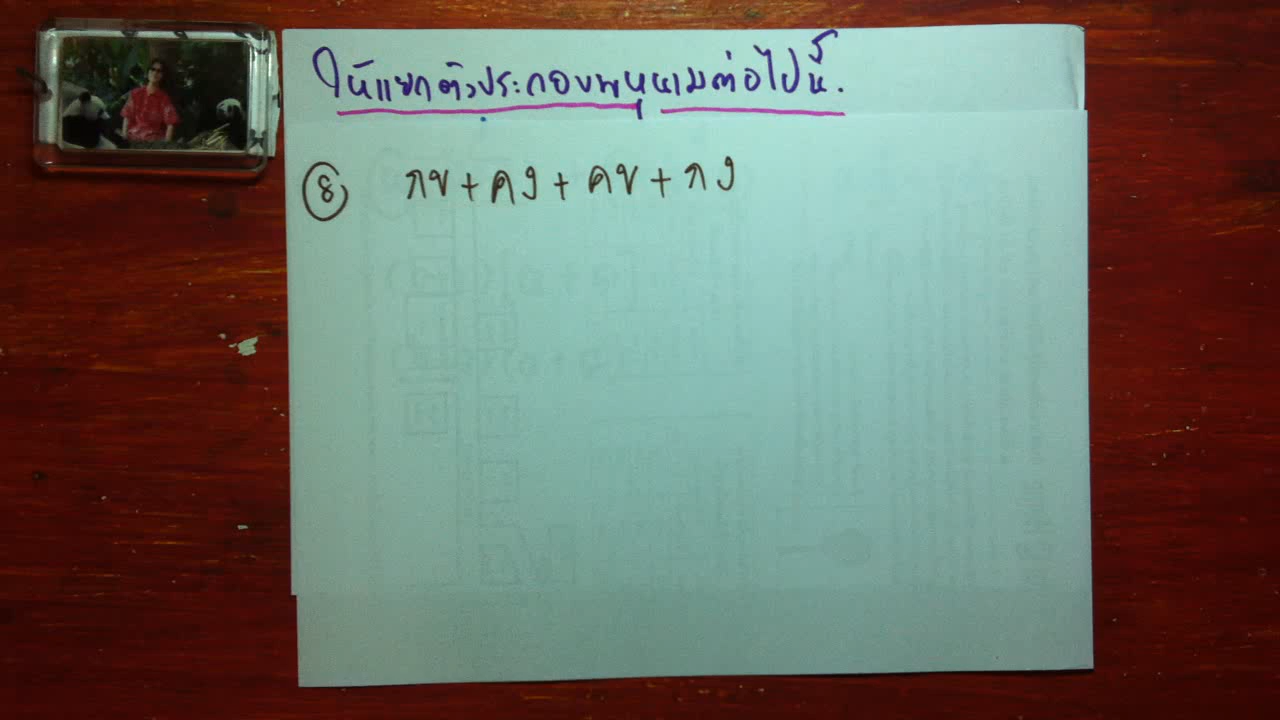 ให้แยกตัวประกอบพหุนามต่อไปนี้.
8 กข + คง + คข + กง